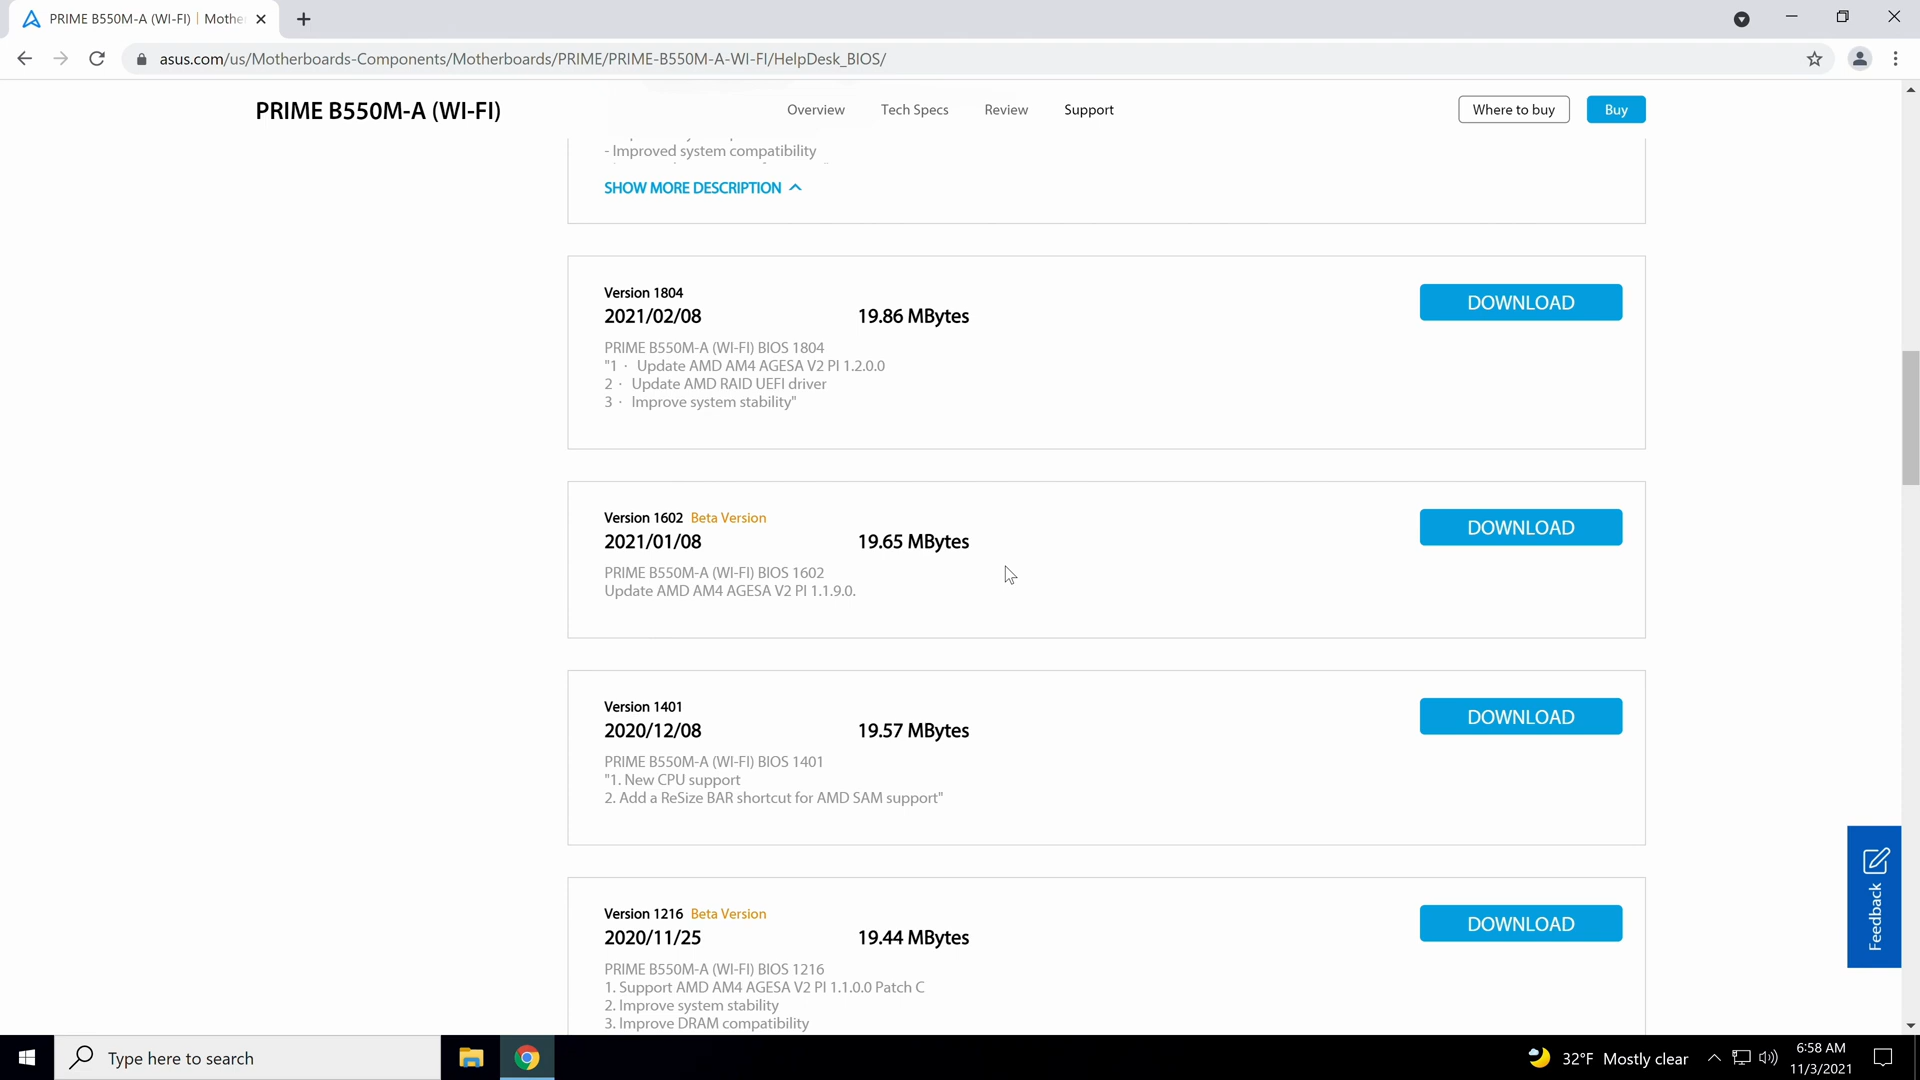 PRIME B550M-A (WI-FI) | Mothe
asus.com/us/Motherboards-Components/Motherboards/PRIME/PRIME-B550M-A-WI-FI/HelpDesk_BIOS/
PRIME B550M-A (WI-FI)
Overview
Tech Specs
Review
Support
Where to buy
Buy
- Improved system compatibility
SHOW MORE DESCRIPTION
Version 1804
2021/02/08
19.86 MBytes
DOWNLOAD
PRIME B550M-A (WI-FI) BIOS 1804
"1 · Update AMD AM4 AGESA V2 PI 1.2.0.0
2 · Update AMD RAID UEFI driver
3 · Improve system stability"
Version 1602 Beta Version
2021/01/08
19.65 MBytes
DOWNLOAD
PRIME B550M-A (WI-FI) BIOS 1602
Update AMD AM4 AGESA V2 PI 1.1.9.0.
Version 1401
2020/12/08
19.57 MBytes
DOWNLOAD
PRIME B550M-A (WI-FI) BIOS 1401
"1. New CPU support
2. Add a ReSize BAR shortcut for AMD SAM support"
Version 1216 Beta Version
2020/11/25
19.44 MBytes
DOWNLOAD
PRIME B550M-A (WI-FI) BIOS 1216
1. Support AMD AM4 AGESA V2 PI 1.1.0.0 Patch C
2. Improve system stability
3. Improve DRAM compatibility
Feedback
Type here to search
32°F Mostly clear
6:58 AM
11/3/2021